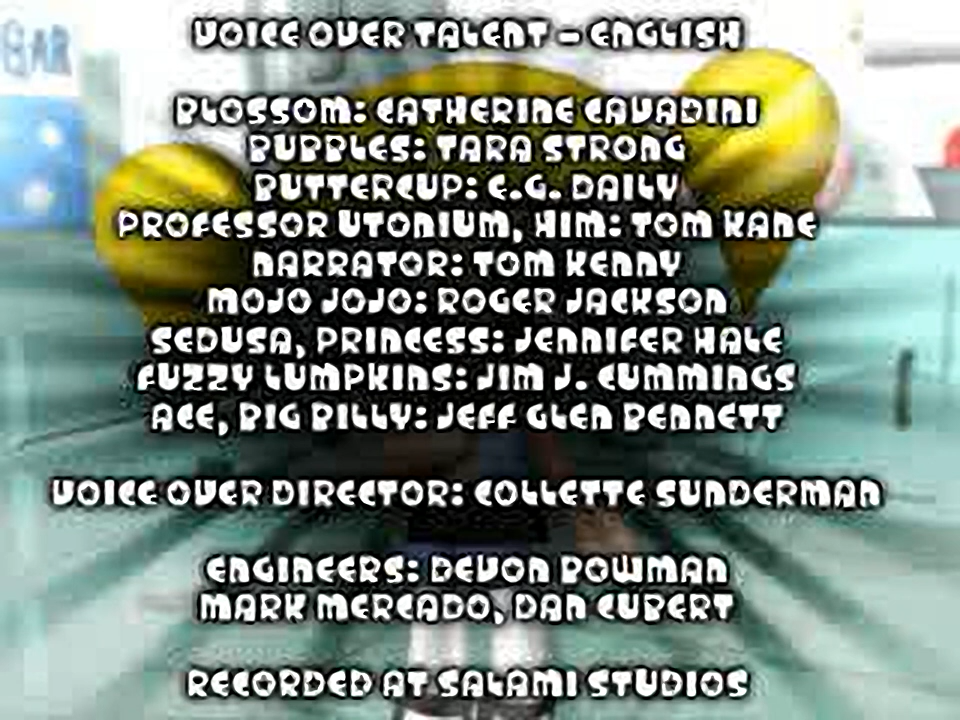 BAR
VOICE OVER TALENT - ENGLISH
BLOSSOM: CATHERINE CAVADINI
BUBBLES: TARA STRONG
BUTTERCUP: E.G. DAILY
PROFESSOR UTONIUM, HIM: TOM KANE
NARRATOR: TOM KENNY
MOJO JOJO: ROGER JACKSON
SEDUSA, PRINCESS: JENNIFER HALE
FUZZY LUMPKINS: JIM J. CUMMINGS
ACE, BIG BILLY: JEFF GLEN BENNETT
VOICE OVER DIRECTOR: COLLETTE SUNDERMAN
ENGINEERS: DEVON BOWMAN
MARK MERCADO, DAN CUBERT
RECORDED AT SALAMI STUDIOS